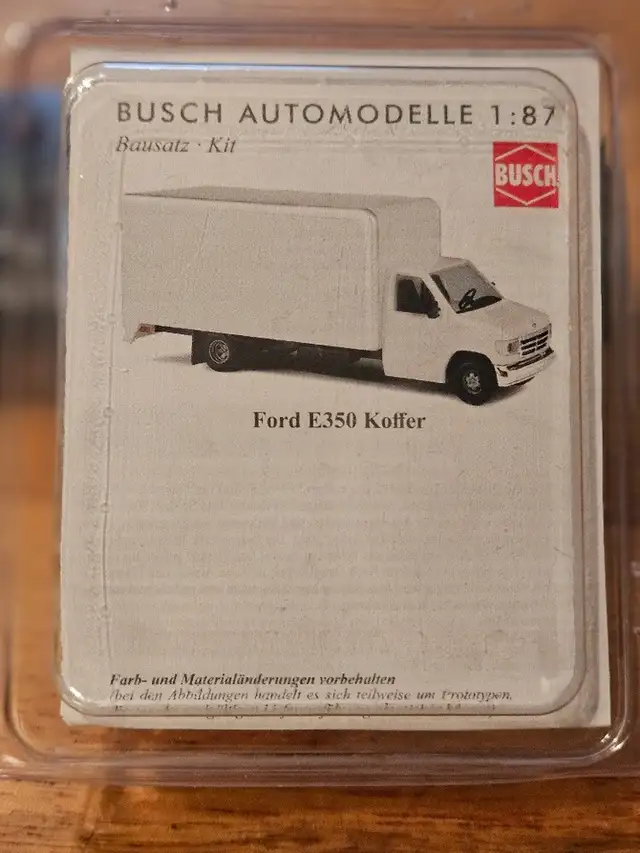 BUSCH AUTOMODELLE 1:87
Bausatz · Kit
BUSCH
Ford E350 Koffer
Farb- und Materialänderungen vorbehalten
(bei den Abbildungen handelt es sich teilweise um Prototypen,